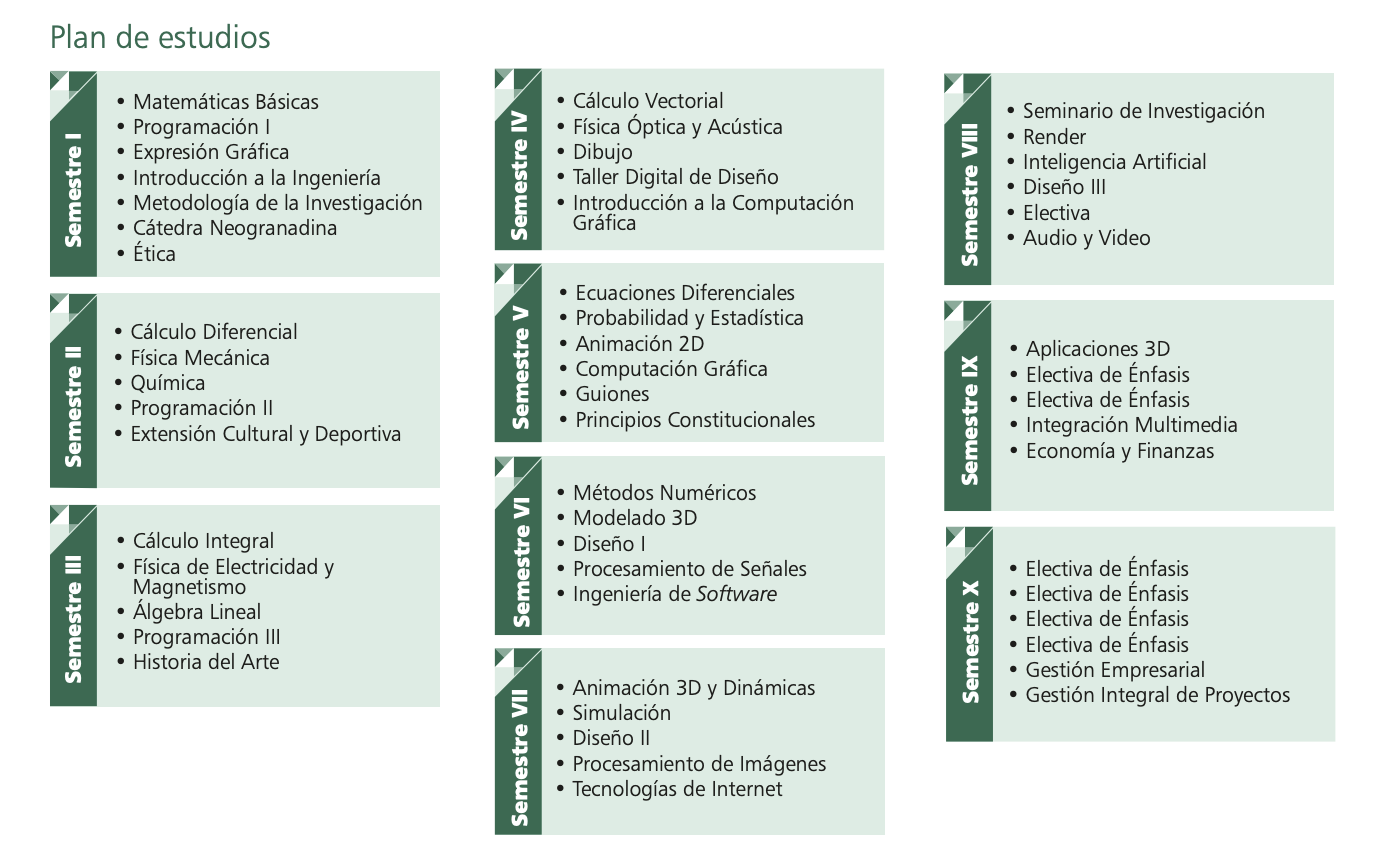 Plan de estudios
Semestre I
• Matemáticas Básicas
• Programación I
• Expresión Gráfica
• Introducción a la Ingeniería
• Metodología de la Investigación
• Cátedra Neogranadina
• Ética
Semestre II
• Cálculo Diferencial
• Física Mecánica
• Química
• Programación II
• Extensión Cultural y Deportiva
Semestre III
• Cálculo Integral
• Física de Electricidad y
Magnetismo
• Álgebra Lineal
• Programación III
• Historia del Arte
Semestre IV
• Cálculo Vectorial
• Física Óptica y Acústica
• Dibujo
• Taller Digital de Diseño
• Introducción a la Computación
Gráfica
Semestre V
• Ecuaciones Diferenciales
• Probabilidad y Estadística
• Animación 2D
• Computación Gráfica
• Guiones
• Principios Constitucionales
Semestre VI
• Métodos Numéricos
• Modelado 3D
• Diseño I
• Procesamiento de Señales
• Ingeniería de Software
Semestre VII
• Animación 3D y Dinámicas
• Simulación
• Diseño II
• Procesamiento de Imágenes
• Tecnologías de Internet
Semestre VIII
• Seminario de Investigación
• Render
• Inteligencia Artificial
• Diseño III
• Electiva
• Audio y Video
Semestre IX
• Aplicaciones 3D
• Electiva de Énfasis
• Electiva de Énfasis
• Integración Multimedia
• Economía y Finanzas
Semestre X
• Electiva de Énfasis
• Electiva de Énfasis
• Electiva de Énfasis
• Electiva de Énfasis
• Gestión Empresarial
• Gestión Integral de Proyectos